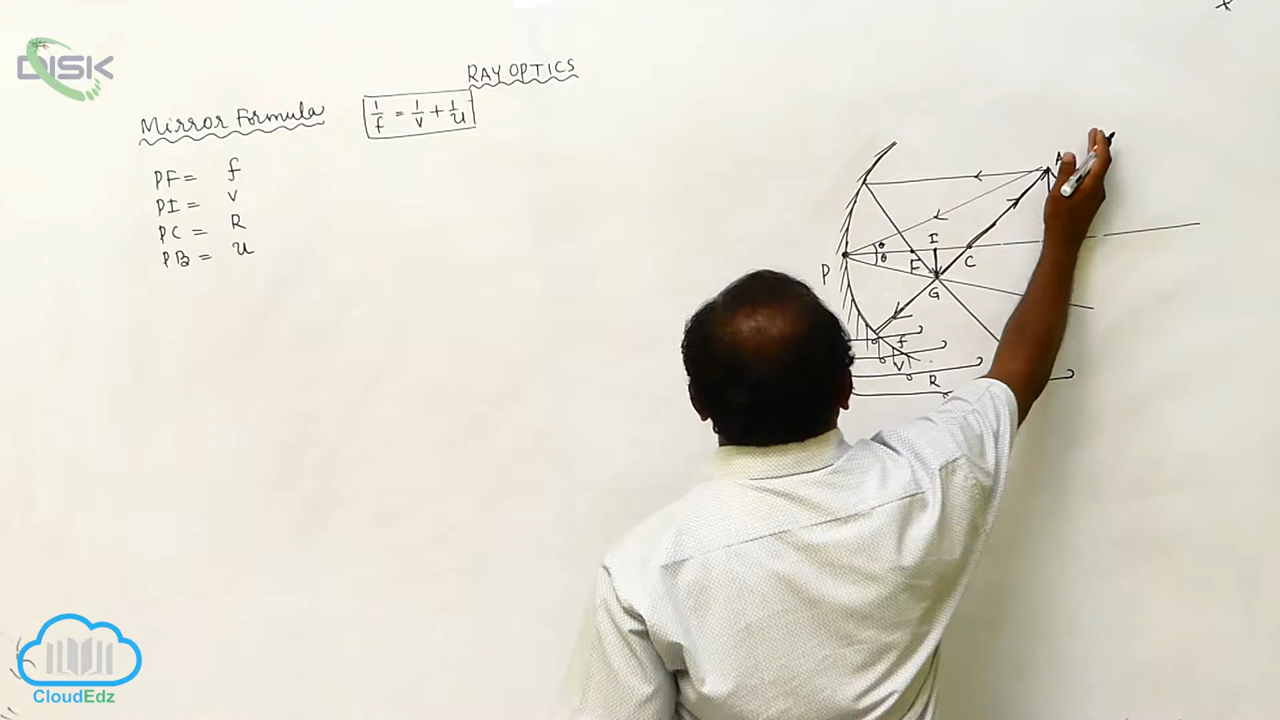 DISK
RAY OPTICS
Mirror Formula 1/f = 1/v + 1/u
PF = f
PI = v
PC = R
PB = u
A
θ
θ
I
F
C
P
G
f
V
R
CloudEdz